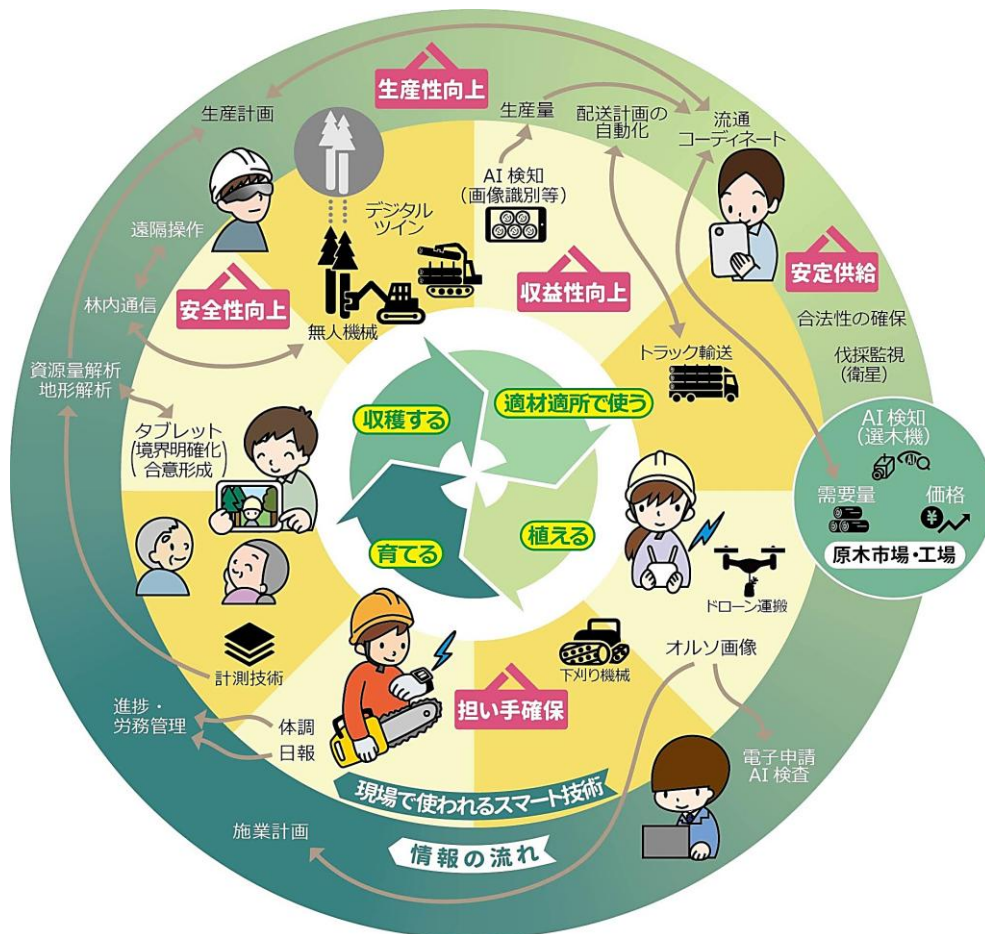 生産性向上
生産計画
生産量
配送計画の
自動化
流通
コーディネート
AI 検知
(画像識別等)
デジタル
ツイン
遠隔操作
安全性向上
収益性向上
安定供給
林内通信
無人機械
合法性の確保
トラック輸送
伐採監視
(衛星)
資源量解析
地形解析
収穫する
適材適所で使う
タブレット
(境界明確化
合意形成)
AI 検知
(選木機)
需要量
価格
原木市場・工場
育てる
植える
ドローン運搬
オルソ画像
下刈り機械
計測技術
担い手確保
進捗・
労務管理
体調
日報
電子申請
AI 検査
現場で使われるスマート技術
施業計画
情報の流れ